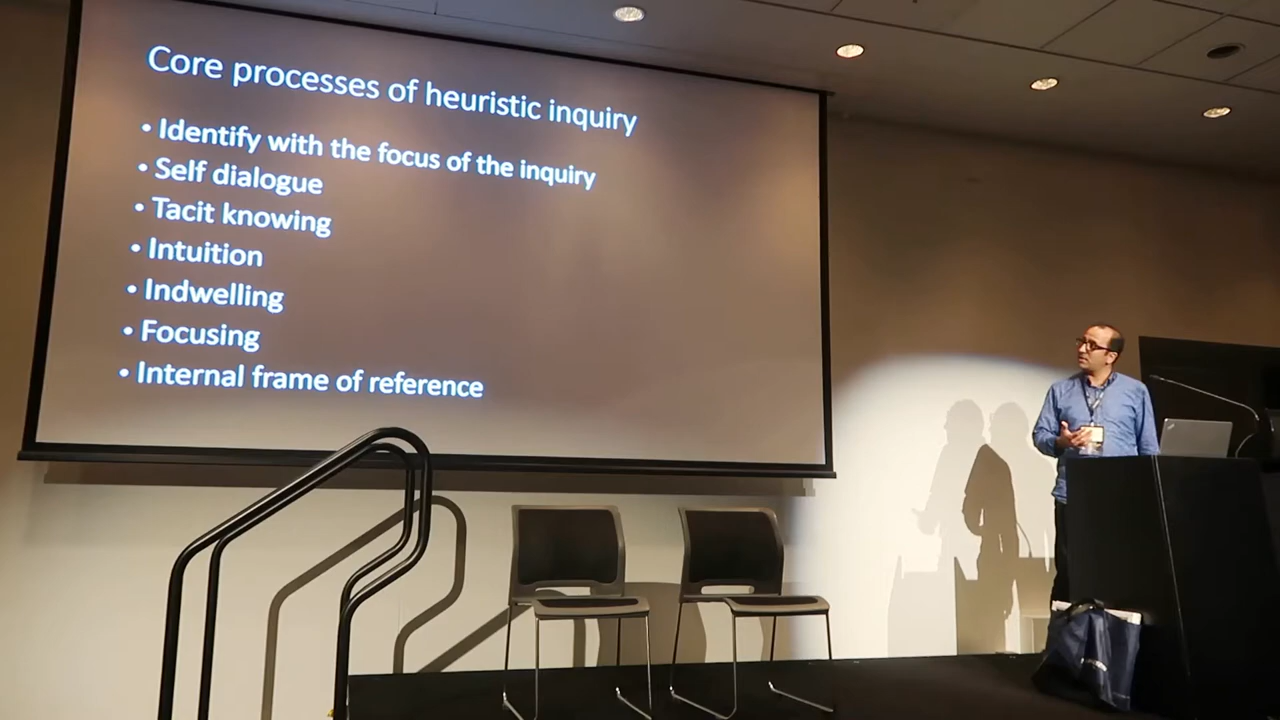 Core processes of heuristic inquiry
• Identify with the focus of the inquiry
• Self dialogue
• Tacit knowing
• Intuition
• Indwelling
• Focusing
• Internal frame of reference